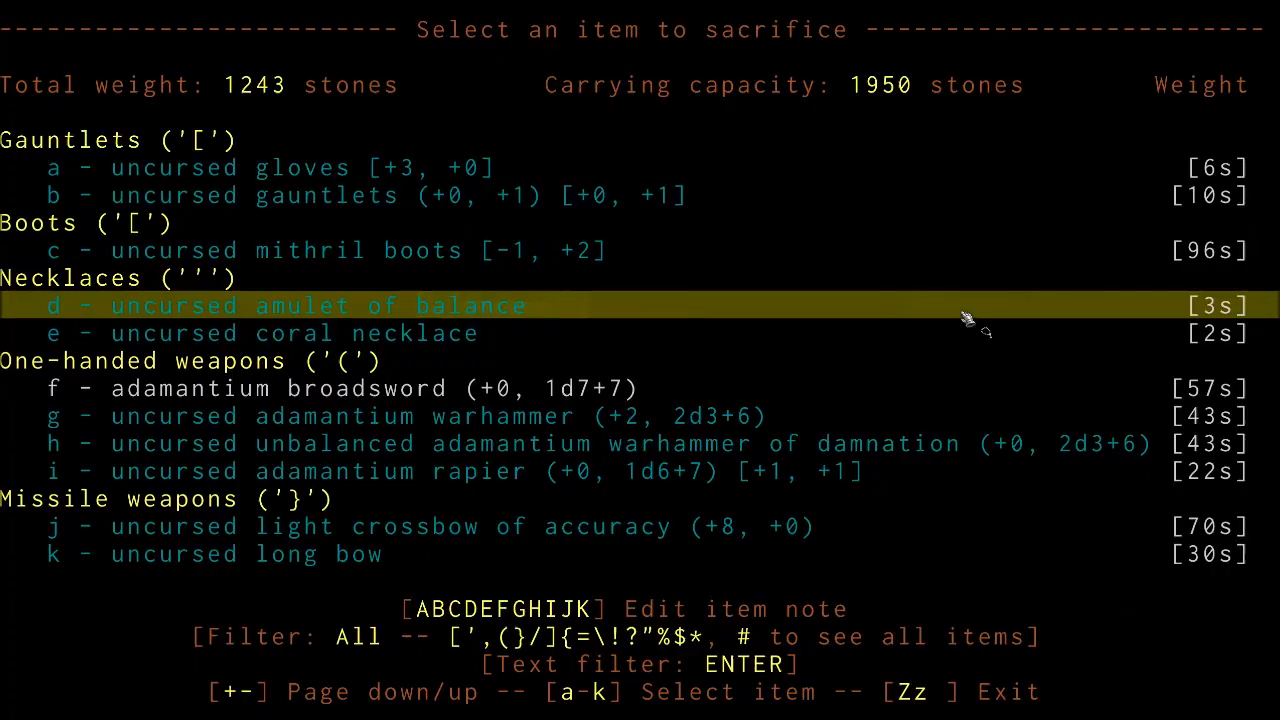 ------------------------- Select an item to sacrifice -------------------------
Total weight: 1243 stones Carrying capacity: 1950 stones Weight
Gauntlets ('[')
a - uncursed gloves [+3, +0] [6s]
b - uncursed gauntlets (+0, +1) [+0, +1] [10s]
Boots ('[')
c - uncursed mithril boots [-1, +2] [96s]
Necklaces (''')
d - uncursed amulet of balance [3s]
e - uncursed coral necklace [2s]
One-handed weapons ('(')
f - adamantium broadsword (+0, 1d7+7) [57s]
g - uncursed adamantium warhammer (+2, 2d3+6) [43s]
h - uncursed unbalanced adamantium warhammer of damnation (+0, 2d3+6) [43s]
i - uncursed adamantium rapier (+0, 1d6+7) [+1, +1] [22s]
Missile weapons ('}')
j - uncursed light crossbow of accuracy (+8, +0) [70s]
k - uncursed long bow [30s]
[ABCDEFGHIJK] Edit item note
[Filter: All -- [',(}/]{=\!?"%$*, # to see all items]
[Text filter: ENTER]
[+-] Page down/up -- [a-k] Select item -- [Zz ] Exit